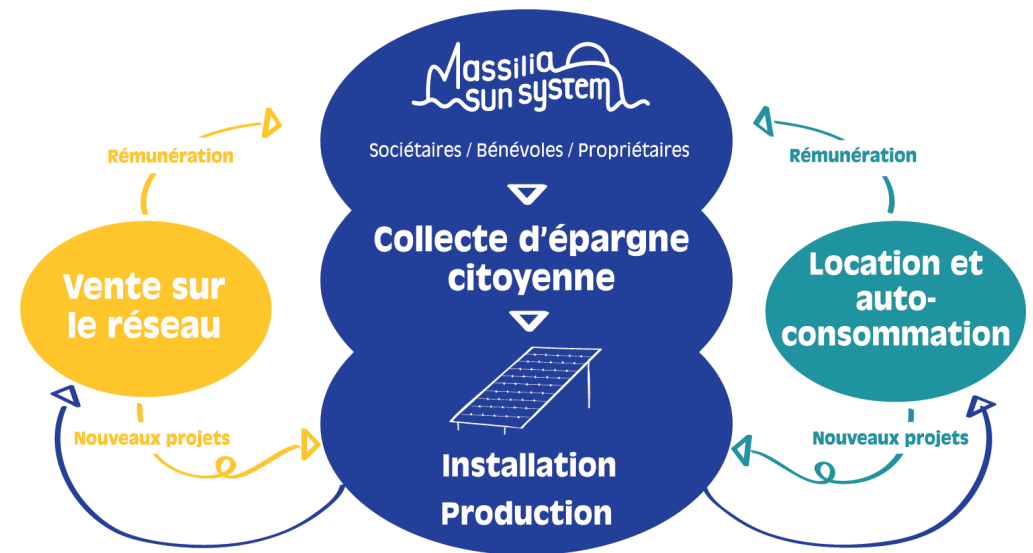 Massilia
sun system
Sociétaires / Bénévoles / Propriétaires
Collecte d'épargne
citoyenne
Installation
Production
Rémunération
Vente sur
le réseau
Nouveaux projets
Rémunération
Location et
auto-
consommation
Nouveaux projets